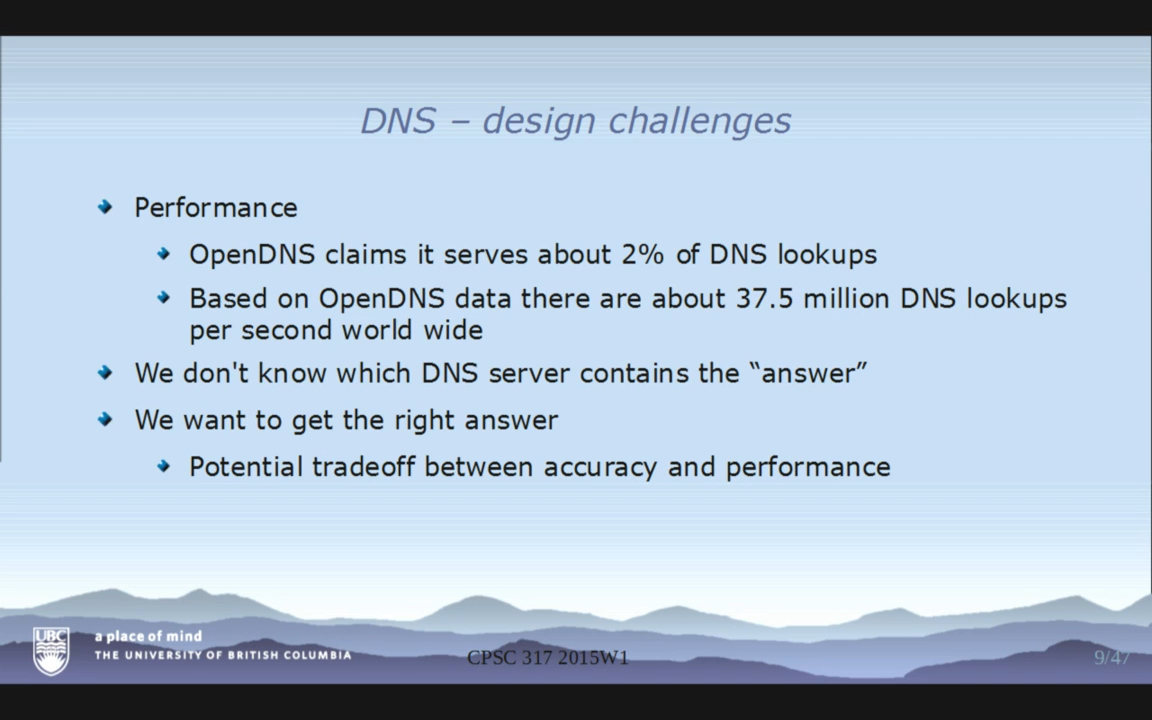 DNS – design challenges
Performance
OpenDNS claims it serves about 2% of DNS lookups
Based on OpenDNS data there are about 37.5 million DNS lookups
per second world wide
We don't know which DNS server contains the “answer”
We want to get the right answer
Potential tradeoff between accuracy and performance
UBC
a place of mind
THE UNIVERSITY OF BRITISH COLUMBIA
CPSC 317 2015W1
9/47